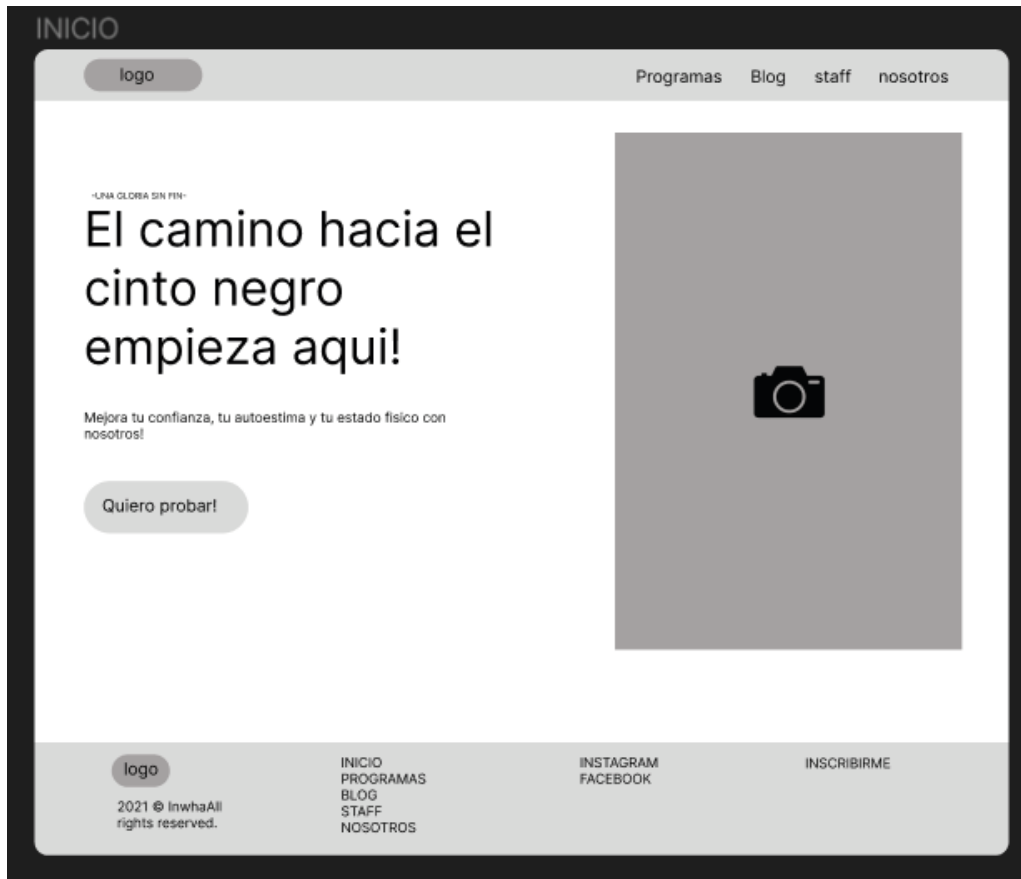 INICIO
logo
Programas Blog staff nosotros
-UNA GLORIA SIN FIN-
El camino hacia el
cinto negro
empieza aqui!
Mejora tu confianza, tu autoestima y tu estado fisico con
nosotros!
Quiero probar!
logo
2021 © InwhaAll
rights reserved.
INICIO
PROGRAMAS
BLOG
STAFF
NOSOTROS
INSTAGRAM
FACEBOOK
INSCRIBIRME